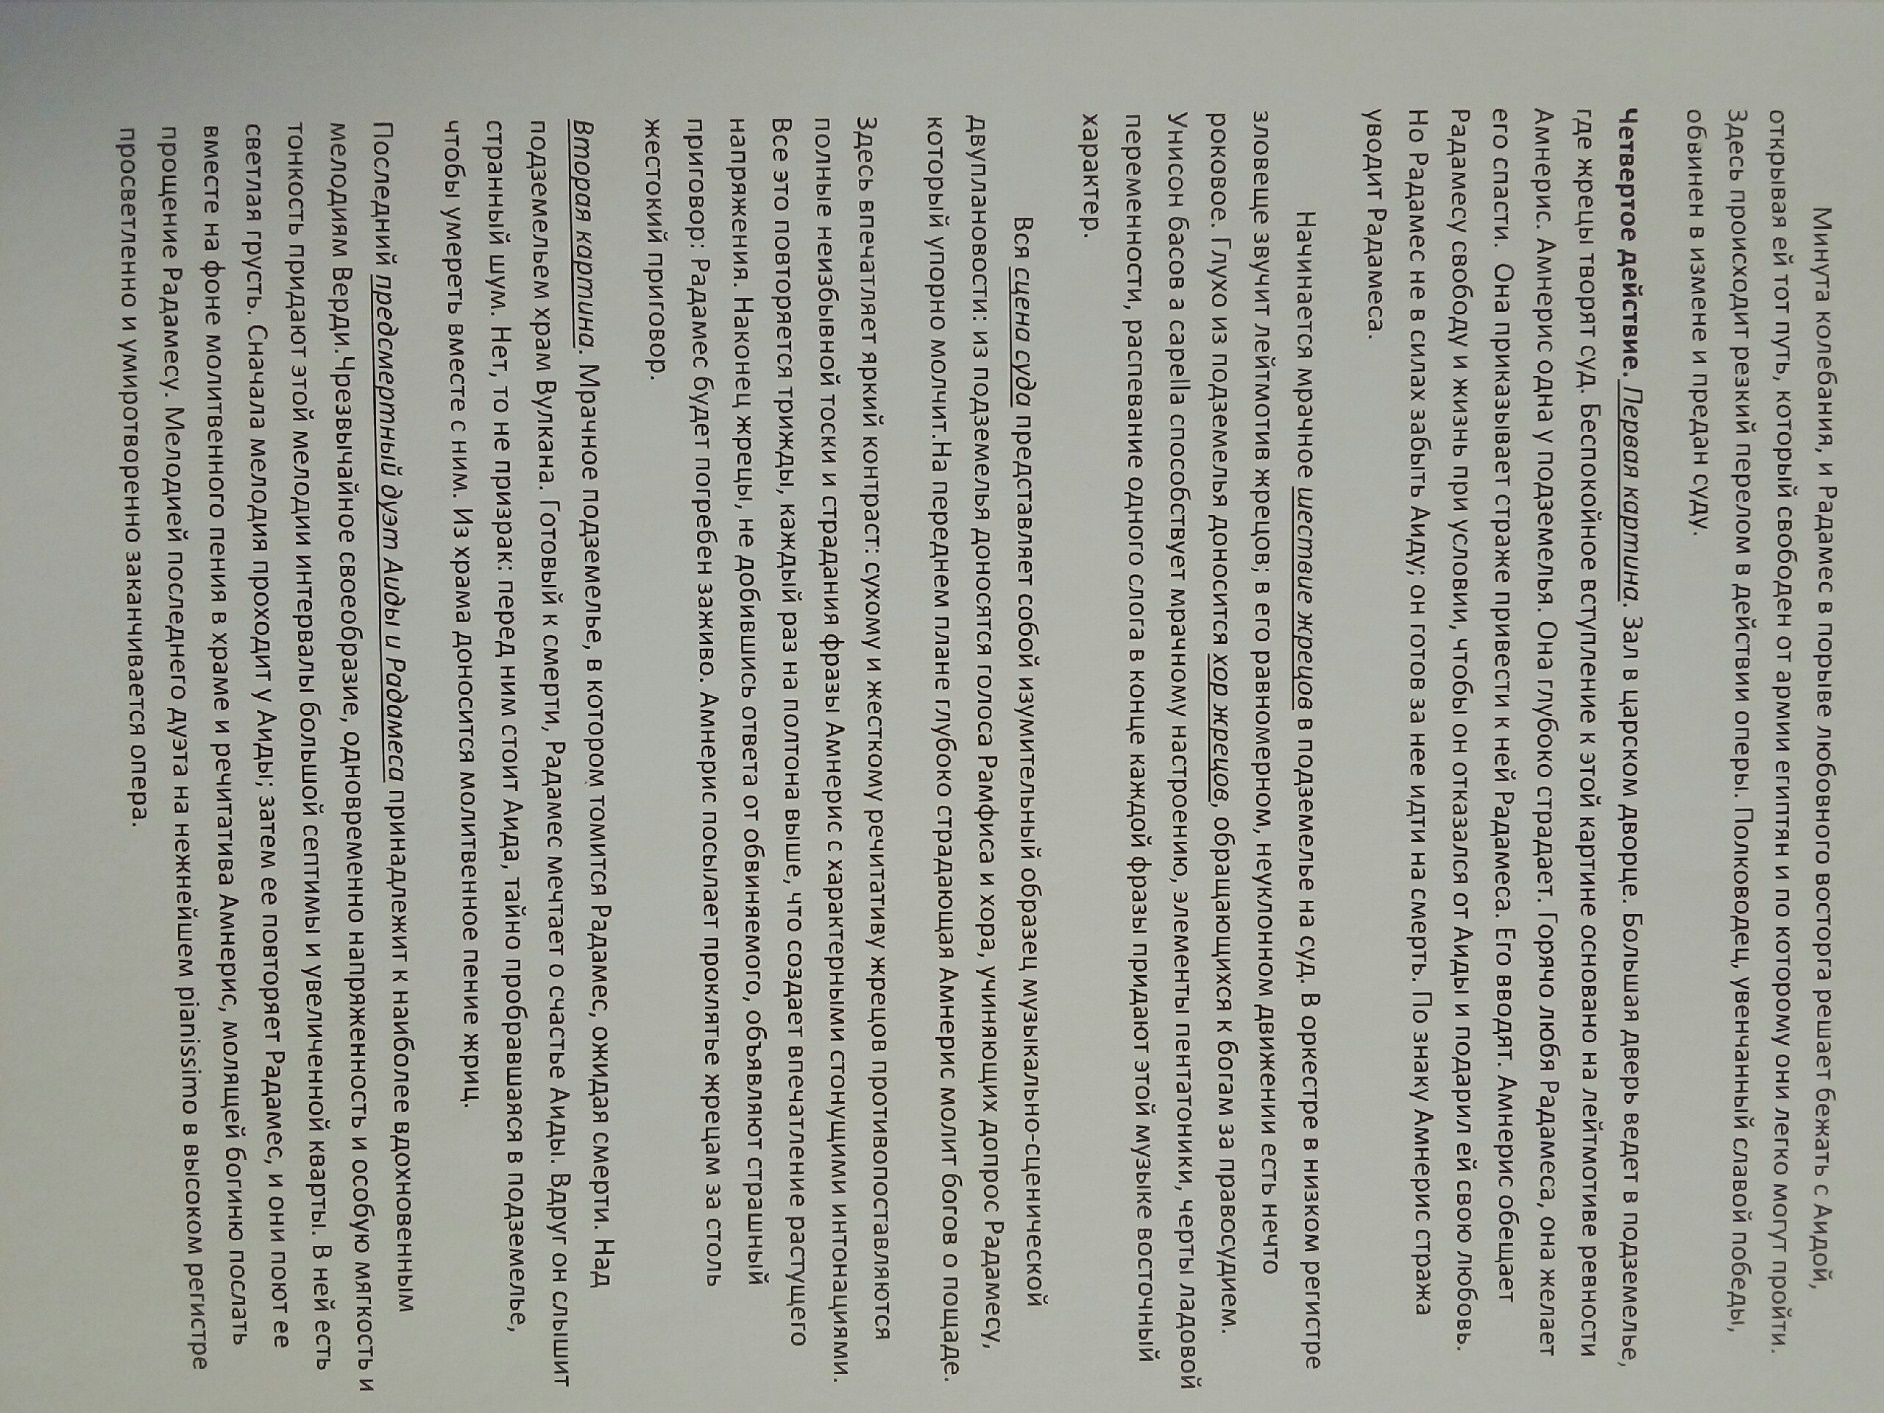 Минута колебания, и Радамес в порыве любовного восторга решает бежать с Аидой,
открывая ей тот путь, который свободен от армии египтян и по которому они легко могут пройти.
Здесь происходит резкий перелом в действии оперы. Полководец, увенчанный славой победы,
обвинен в измене и предан суду.
Четвертое действие. Первая картина. Зал в царском дворце. Большая дверь ведет в подземелье,
где жрецы творят суд. Беспокойное вступление к этой картине основано на лейтмотиве ревности
Амнерис. Амнерис одна у подземелья. Она глубоко страдает. Горячо любя Радамеса, она желает
его спасти. Она приказывает страже привести к ней Радамеса. Его вводят. Амнерис обещает
Радамесу свободу и жизнь при условии, чтобы он отказался от Аиды и подарил ей свою любовь.
Но Радамес не в силах забыть Аиду; он готов за нее идти на смерть. По знаку Амнерис стража
уводит Радамеса.
Начинается мрачное шествие жрецов в подземелье на суд. В оркестре в низком регистре
зловеще звучит лейтмотив жрецов; в его равномерном, неуклонном движении есть нечто
роковое. Глухо из подземелья доносится хор жрецов, обращающихся к богам за правосудием.
Унисон басов a capella способствует мрачному настроению, элементы пентатоники, черты ладовой
переменности, распевание одного слога в конце каждой фразы придают этой музыке восточный
характер.
Вся сцена суда представляет собой изумительный образец музыкально-сценической
двуплановости: из подземелья доносятся голоса Рамфиса и хора, учиняющих допрос Радамесу,
который упорно молчит.На переднем плане глубоко страдающая Амнерис молит богов о пощаде.
Здесь впечатляет яркий контраст: сухому и жесткому речитативу жрецов противопоставляются
полные неизбывной тоски и страдания фразы Амнерис с характерными стонущими интонациями.
Все это повторяется трижды, каждый раз на полтона выше, что создает впечатление растущего
напряжения. Наконец жрецы, не добившись ответа от обвиняемого, объявляют страшный
приговор: Радамес будет погребен заживо. Амнерис посылает проклятье жрецам за столь
жестокий приговор.
Вторая картина. Мрачное подземелье, в котором томится Радамес, ожидая смерти. Над
подземельем храм Вулкана. Готовый к смерти, Радамес мечтает о счастье Аиды. Вдруг он слышит
странный шум. Нет, то не призрак: перед ним стоит Аида, тайно пробравшаяся в подземелье,
чтобы умереть вместе с ним. Из храма доносится молитвенное пение жриц.
Последний предсмертный дуэт Аиды и Радамеса принадлежит к наиболее вдохновенным
мелодиям Верди.Чрезвычайное своеобразие, одновременно напряженность и особую мягкость и
тонкость придают этой мелодии интервалы большой септимы и увеличенной кварты. В ней есть
светлая грусть. Сначала мелодия проходит у Аиды; затем ее повторяет Радамес, и они поют ее
вместе на фоне молитвенного пения в храме и речитатива Амнерис, молящей богиню послать
прощение Радамесу. Мелодией последнего дуэта на нежнейшем pianissimo в высоком регистре
просветленно и умиротворенно заканчивается опера.